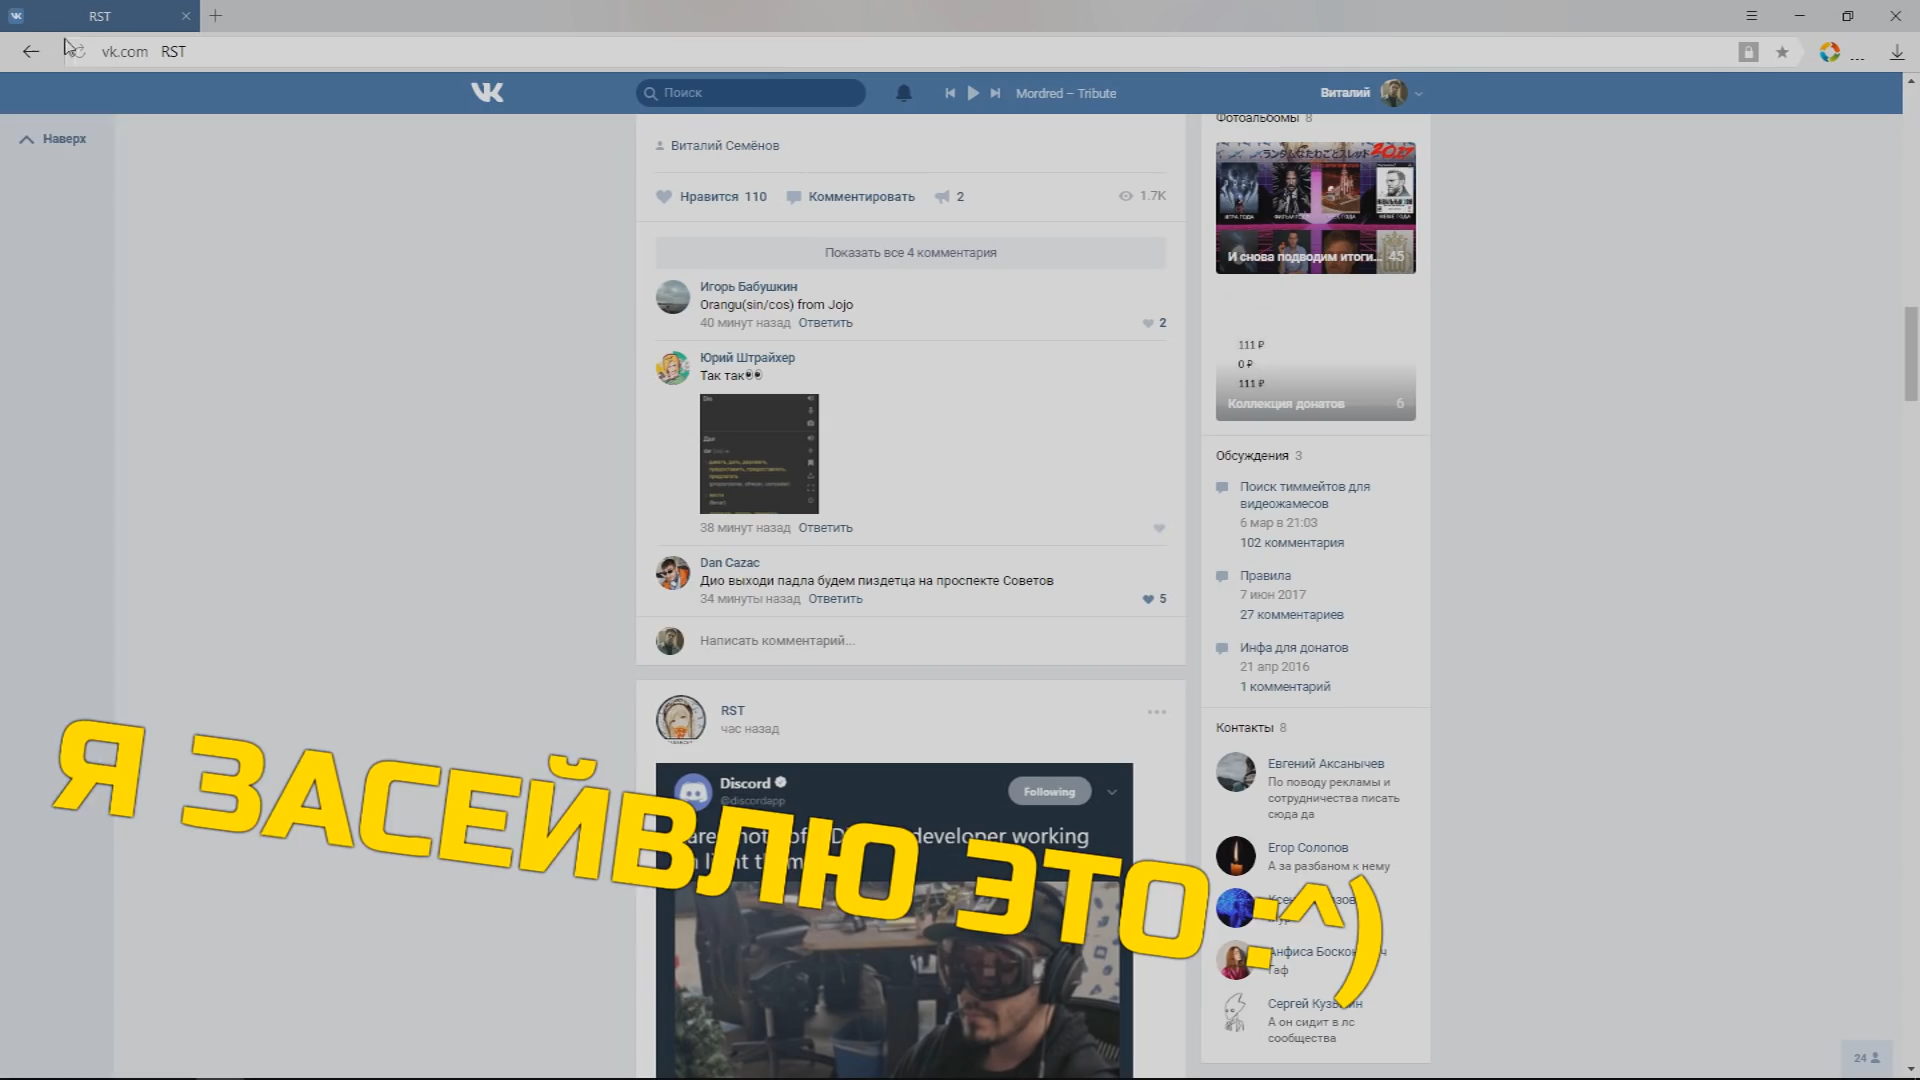 RST
vk.com RST
Поиск
Mordred – Tribute
Виталий
Наверх
Виталий Семёнов
Нравится 110
Комментировать
2
1.7K
Показать все 4 комментария
Игорь Бабушкин
Orangu(sin/cos) from Jojo
40 минут назад Ответить
2
Юрий Штрайхер
Так так👀
38 минут назад Ответить
Dan Cazac
Дио выходи падла будем пиздетца на проспекте Советов
34 минуты назад Ответить
5
Написать комментарий...
RST
час назад
Discord
@discordapp
Following
developer working
Я ЗАСЕЙВЛЮ ЭТО :^)
Фотоальбомы 8
2017
И снова подводим итоги... 45
111 ₽
0 ₽
111 ₽
Коллекция донатов 6
Обсуждения 3
Поиск тиммейтов для
видеожамесов
6 мар в 21:03
102 комментария
Правила
7 июн 2017
27 комментариев
Инфа для донатов
21 апр 2016
1 комментарий
Контакты 8
Евгений Аксанычев
По поводу рекламы и
сотрудничества писать
сюда да
Егор Солопов
А за разбаном к нему
Анфиса
Гаф
Сергей
А он сидит в лс
сообщества
24